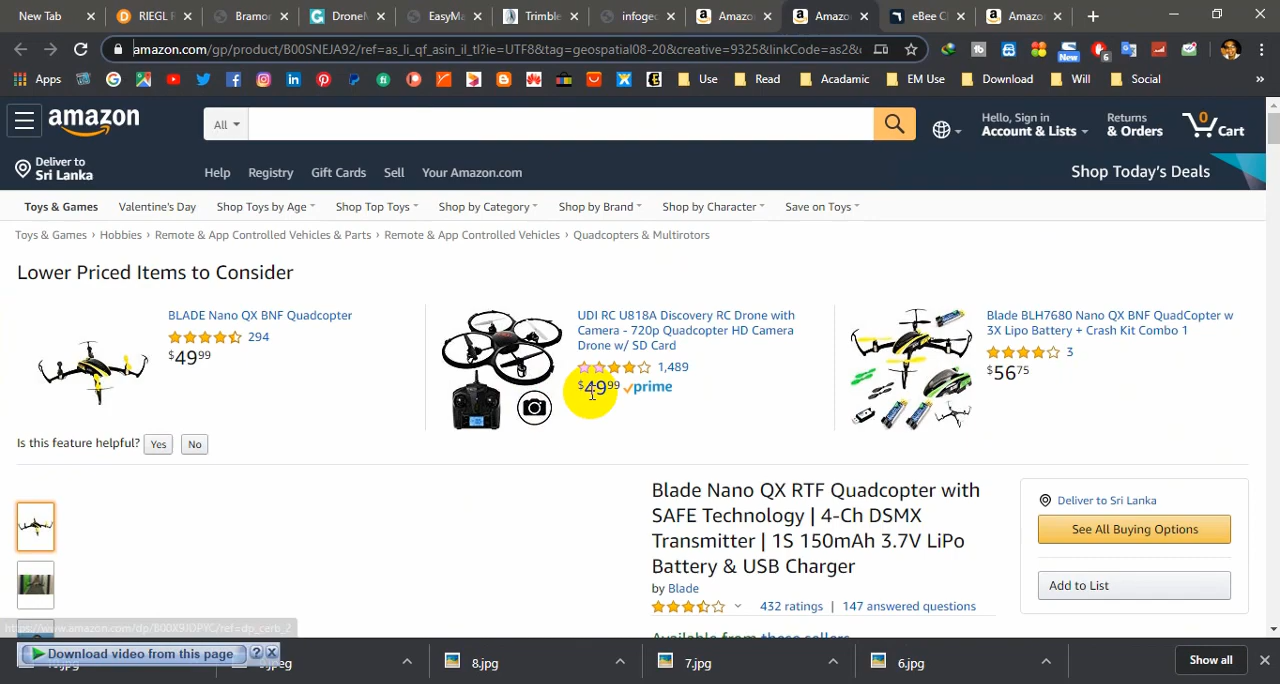 New Tab
RIEGL R
Bramor
DroneM
EasyMa
Trimble
infogeo
Amazo
Amazo
eBee C
Amazo
amazon.com/gp/product/B00SNEJA92/ref=as_li_qf_asin_il_tl?ie=UTF8&tag=geospatial08-20&creative=9325&linkCode=as2&
New
6
Apps
Use
Read
Acadamic
EM Use
Download
Will
Social
»
amazon
All
Hello, Sign in
Account & Lists
Returns
& Orders
0
Cart
Deliver to
Sri Lanka
Help
Registry
Gift Cards
Sell
Your Amazon.com
Shop Today's Deals
Toys & Games
Valentine's Day
Shop Toys by Age
Shop Top Toys
Shop by Category
Shop by Brand
Shop by Character
Save on Toys
Toys & Games › Hobbies › Remote & App Controlled Vehicles & Parts › Remote & App Controlled Vehicles › Quadcopters & Multirotors
Lower Priced Items to Consider
BLADE Nano QX BNF Quadcopter
294
$49 99
UDI RC U818A Discovery RC Drone with
Camera - 720p Quadcopter HD Camera
Drone w/ SD Card
1,489
$49 99 prime
Blade BLH7680 Nano QX BNF QuadCopter w
3X Lipo Battery + Crash Kit Combo 1
3
$56 75
Is this feature helpful? Yes No
Blade Nano QX RTF Quadcopter with
SAFE Technology | 4-Ch DSMX
Transmitter | 1S 150mAh 3.7V LiPo
Battery & USB Charger
by Blade
432 ratings | 147 answered questions
Available from these sellers
Deliver to Sri Lanka
See All Buying Options
Add to List
Download video from this page
?
8.jpg
7.jpg
6.jpg
Show all